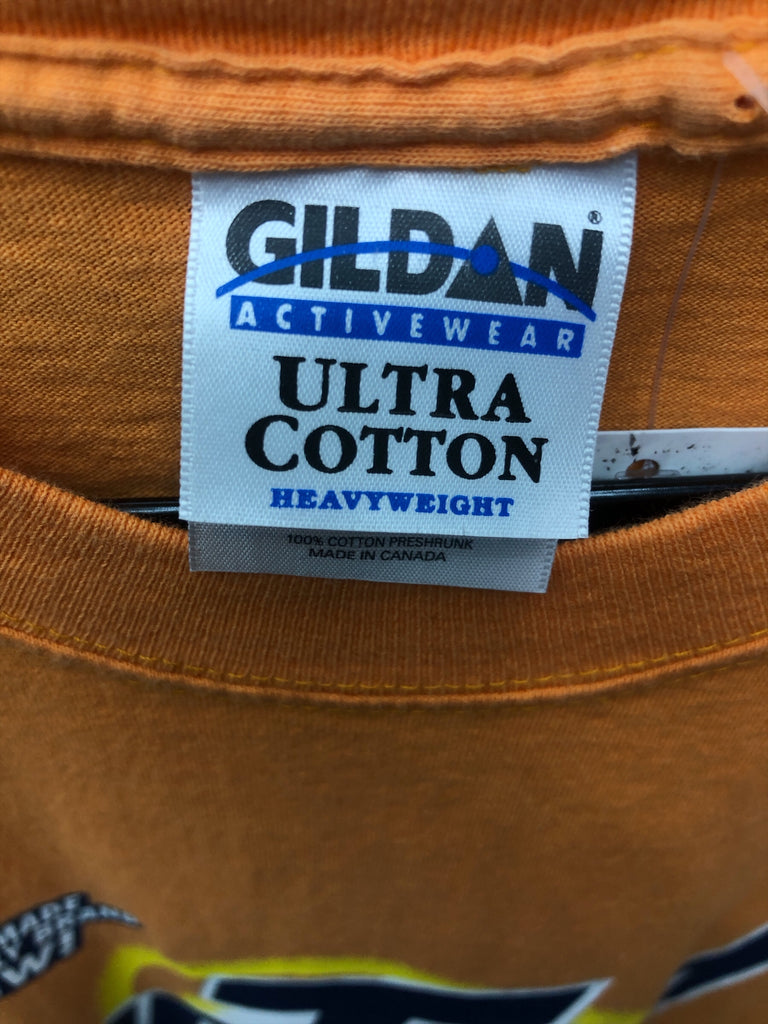 GILDAN®
ACTIVEWEAR
ULTRA
COTTON
HEAVYWEIGHT
100% COTTON PRESHRUNK
MADE IN CANADA